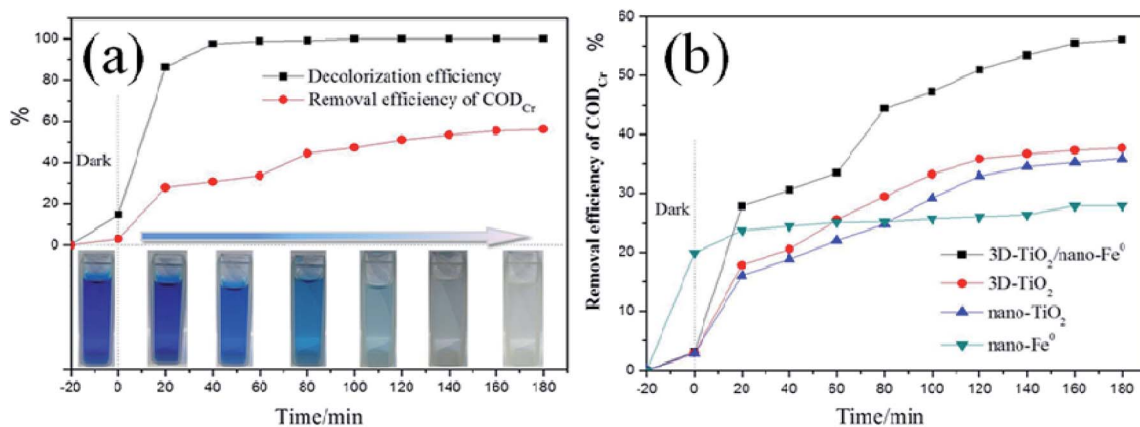 (a)
100
80
60
40
20
0
%
Decolorization efficiency
Removal efficiency of COD_Cr
Dark
-20 0 20 40 60 80 100 120 140 160 180
Time/min
(b)
60
50
40
30
20
10
0
Removal efficiency of COD_Cr %
Dark
3D-TiO₂/nano-Fe⁰
3D-TiO₂
nano-TiO₂
nano-Fe⁰
-20 0 20 40 60 80 100 120 140 160 180
Time/min